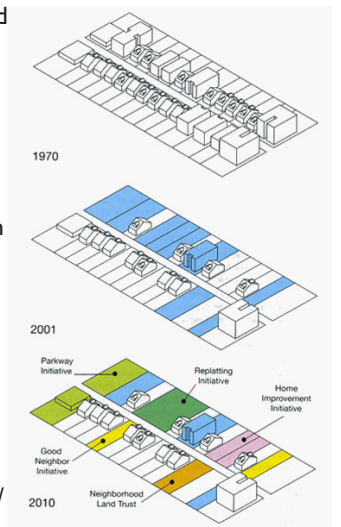 d
1970
n
2001
Parkway
Initiative
Replatting
Initiative
Home
Improvement
Initiative
Good
Neighbor
Initiative
Neighborhood
Land Trust
/
2010